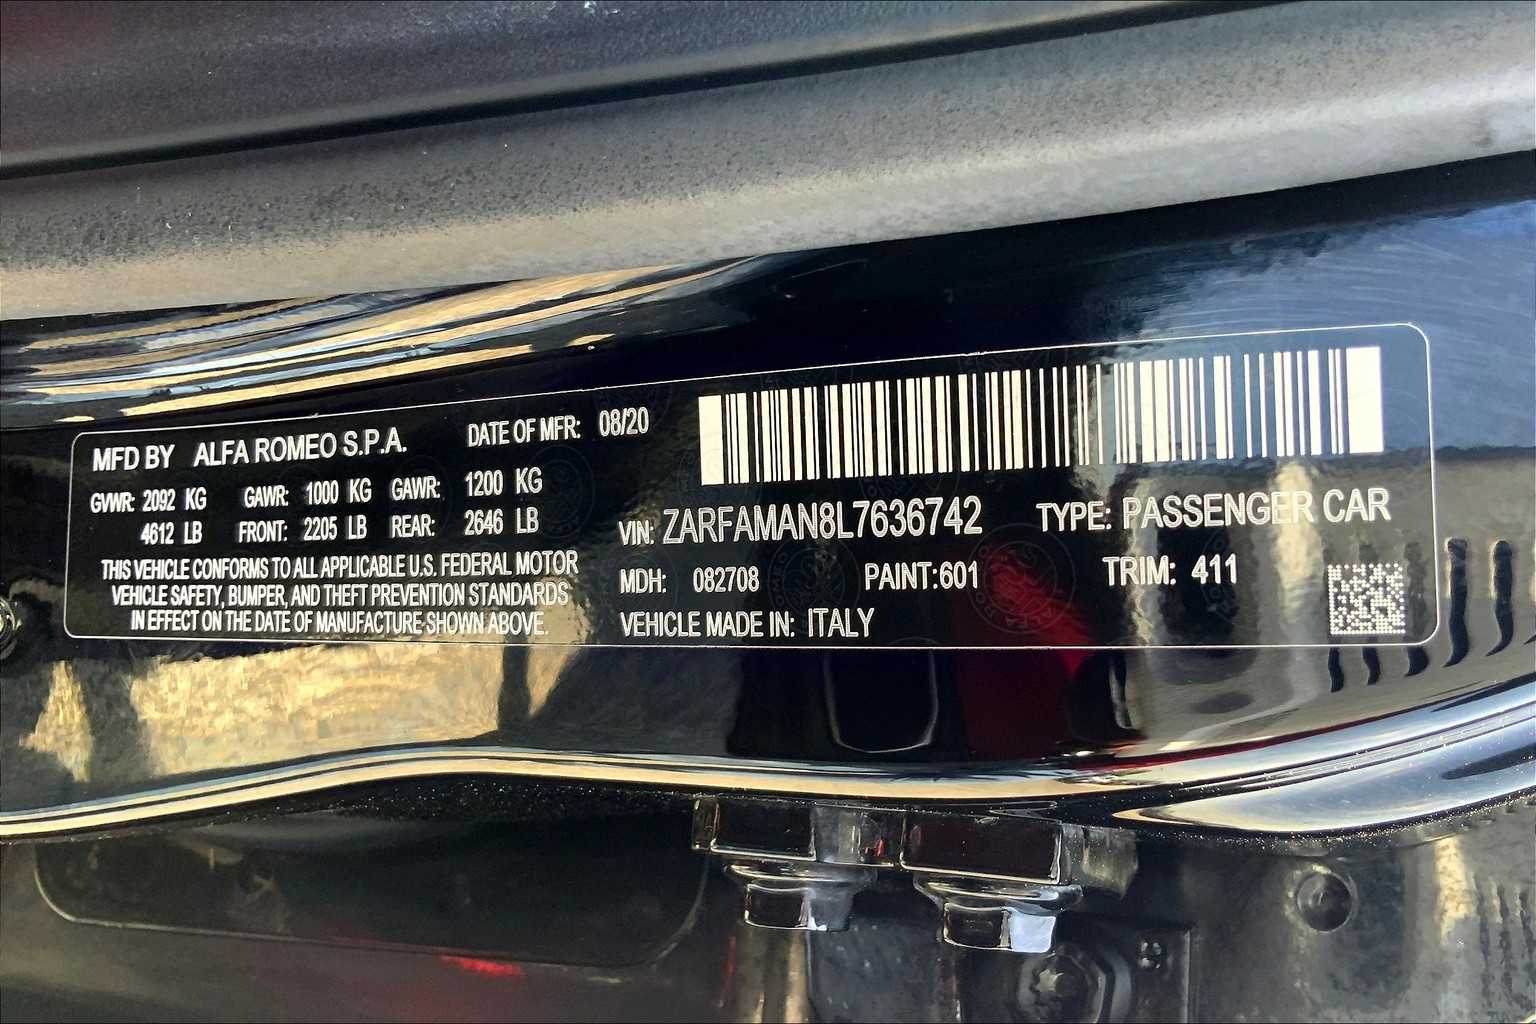 MFD BY ALFA ROMEO S.P.A. DATE OF MFR: 08/20
GVWR: 2092 KG GAWR: 1000 KG GAWR: 1200 KG
4612 LB FRONT: 2205 LB REAR: 2646 LB
THIS VEHICLE CONFORMS TO ALL APPLICABLE U.S. FEDERAL MOTOR
VEHICLE SAFETY, BUMPER, AND THEFT PREVENTION STANDARDS
IN EFFECT ON THE DATE OF MANUFACTURE SHOWN ABOVE.
VIN: ZARFAMAN8L7636742 TYPE: PASSENGER CAR
MDH: 082708 PAINT:601 TRIM: 411
VEHICLE MADE IN: ITALY